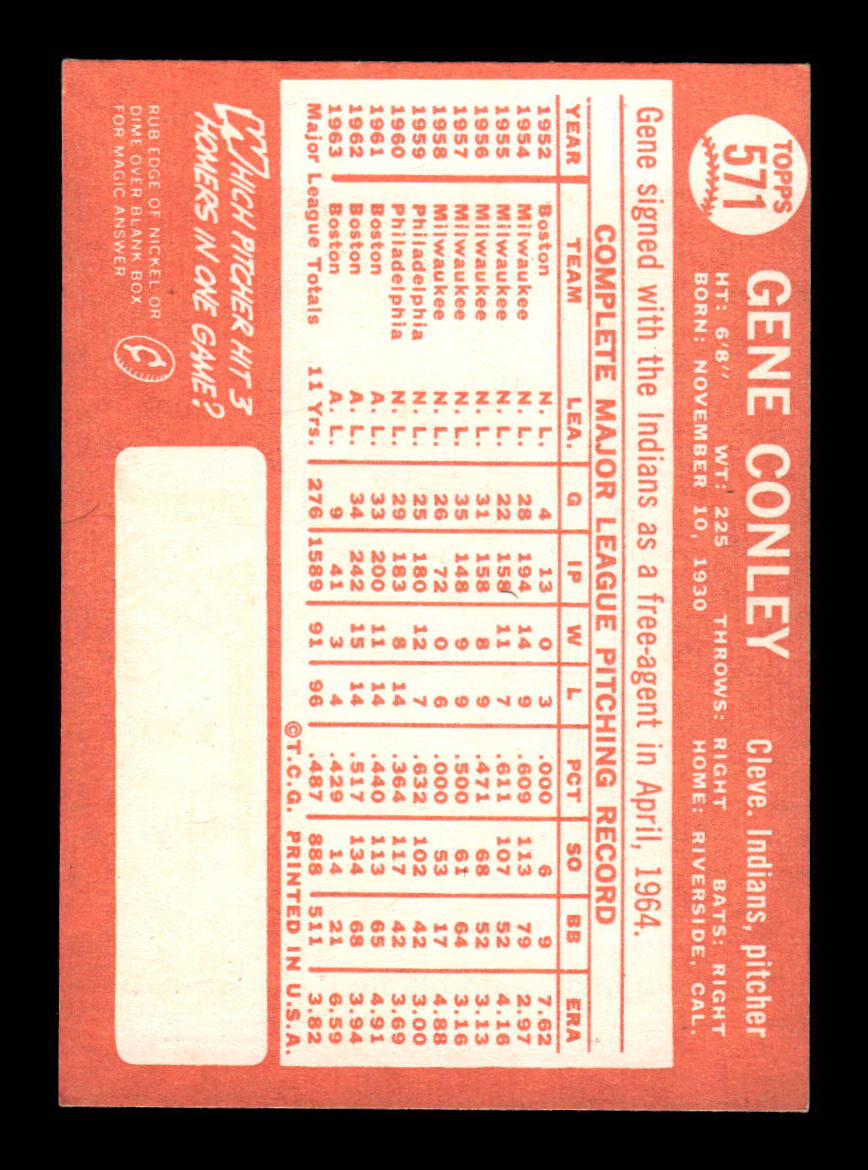 TOPPS
571
GENE CONLEY Cleve. Indians, pitcher
HT: 6'8" WT: 225 THROWS: RIGHT BATS: RIGHT
BORN: NOVEMBER 10, 1930 HOME: RIVERSIDE, CAL.
Gene signed with the Indians as a free-agent in April, 1964.
COMPLETE MAJOR LEAGUE PITCHING RECORD
YEAR TEAM LEA. G IP W L PCT SO BB ERA
1952 Boston N. L. 4 13 0 3 .000 6 9 7.62
1954 Milwaukee N. L. 28 194 14 9 .609 113 79 2.97
1955 Milwaukee N. L. 22 158 11 7 .611 107 52 4.16
1956 Milwaukee N. L. 31 158 8 9 .471 68 52 3.13
1957 Milwaukee N. L. 35 148 9 9 .500 61 64 3.16
1958 Milwaukee N. L. 26 72 0 6 .000 53 17 4.88
1959 Philadelphia N. L. 25 180 12 7 .632 102 42 3.00
1960 Philadelphia N. L. 29 183 8 14 .364 117 42 3.69
1961 Boston A. L. 33 200 11 14 .440 113 65 4.91
1962 Boston A. L. 34 242 15 14 .517 134 68 3.94
1963 Boston A. L. 9 41 3 4 .429 14 21 6.59
Major League Totals 11 Yrs. 276 1589 91 96 .487 888 511 3.82
©T.C.G. PRINTED IN U.S.A.
WHICH PITCHER HIT 3
HOMERS IN ONE GAME?
RUB EDGE OF NICKEL OR
DIME OVER BLANK BOX
FOR MAGIC ANSWER